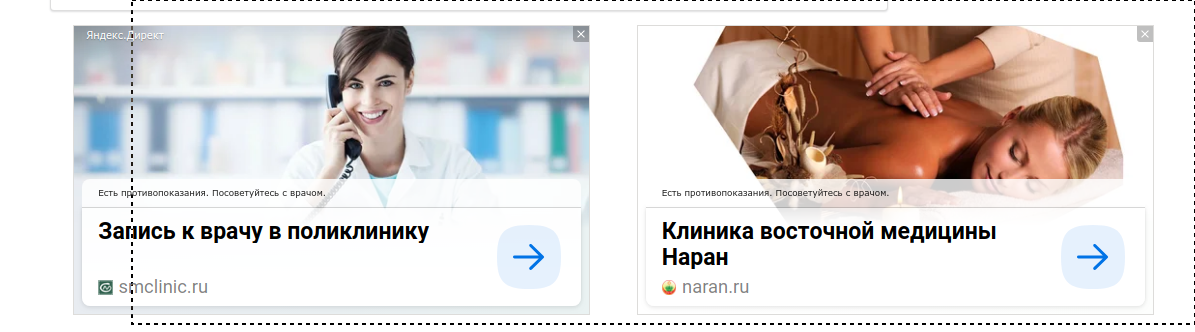 Яндекс.Директ
Есть противопоказания. Посоветуйтесь с врачом.
Запись к врачу в поликлинику
smclinic.ru
Есть противопоказания. Посоветуйтесь с врачом.
Клиника восточной медицины
Наран
naran.ru